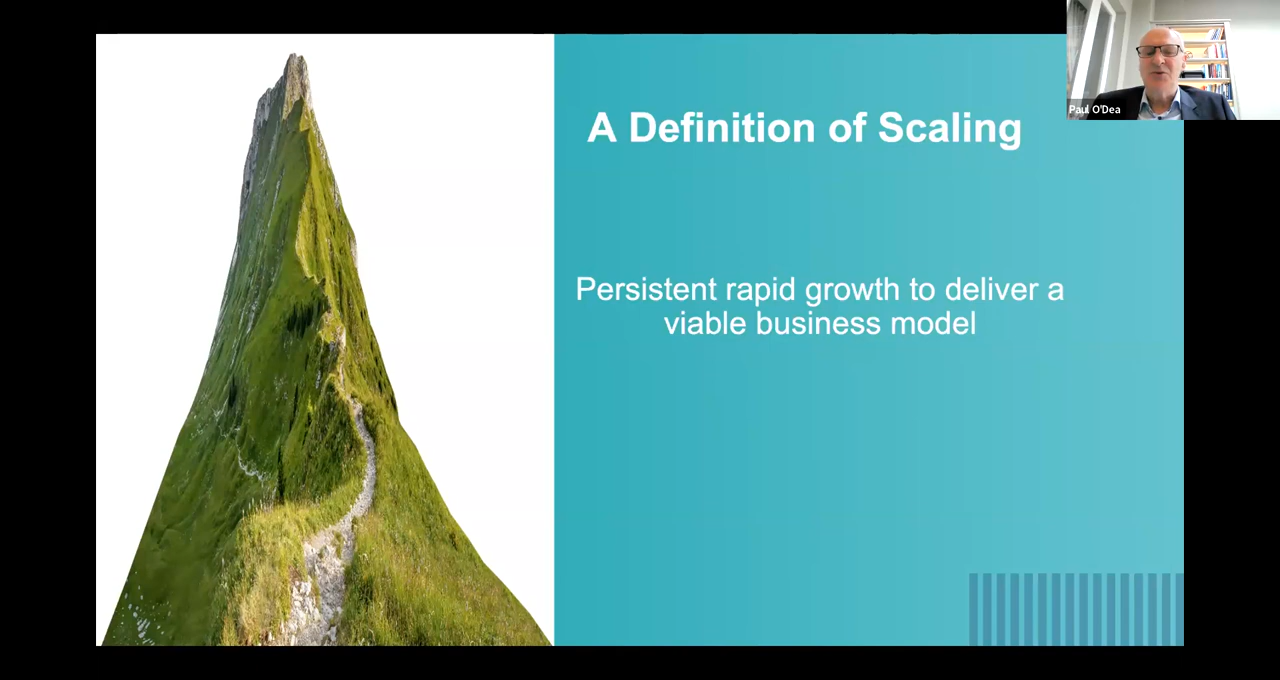 A Definition of Scaling
Persistent rapid growth to deliver a
viable business model
Paul O'Dea